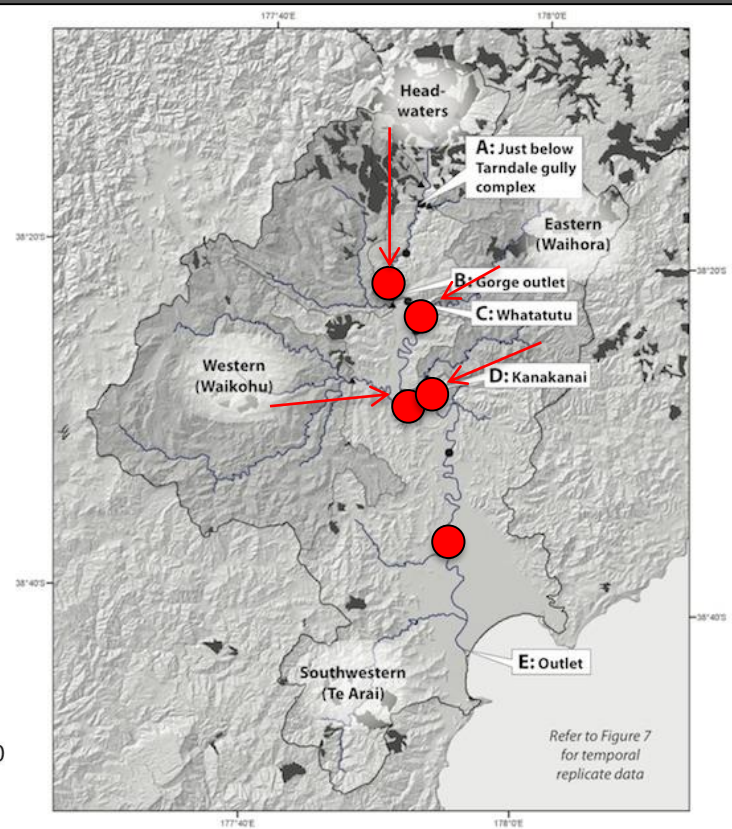 177°40'E
178°0'E
Head-
waters
A: Just below
Tarndale gully
complex
Eastern
(Waihora)
38°20'S
38°20'S
B: Gorge outlet
C: Whatatutu
Western
(Waikohu)
D: Kanakanai
38°40'S
38°40'S
E: Outlet
Southwestern
(Te Arai)
Refer to Figure 7
for temporal
replicate data
0
177°40'E
178°0'E